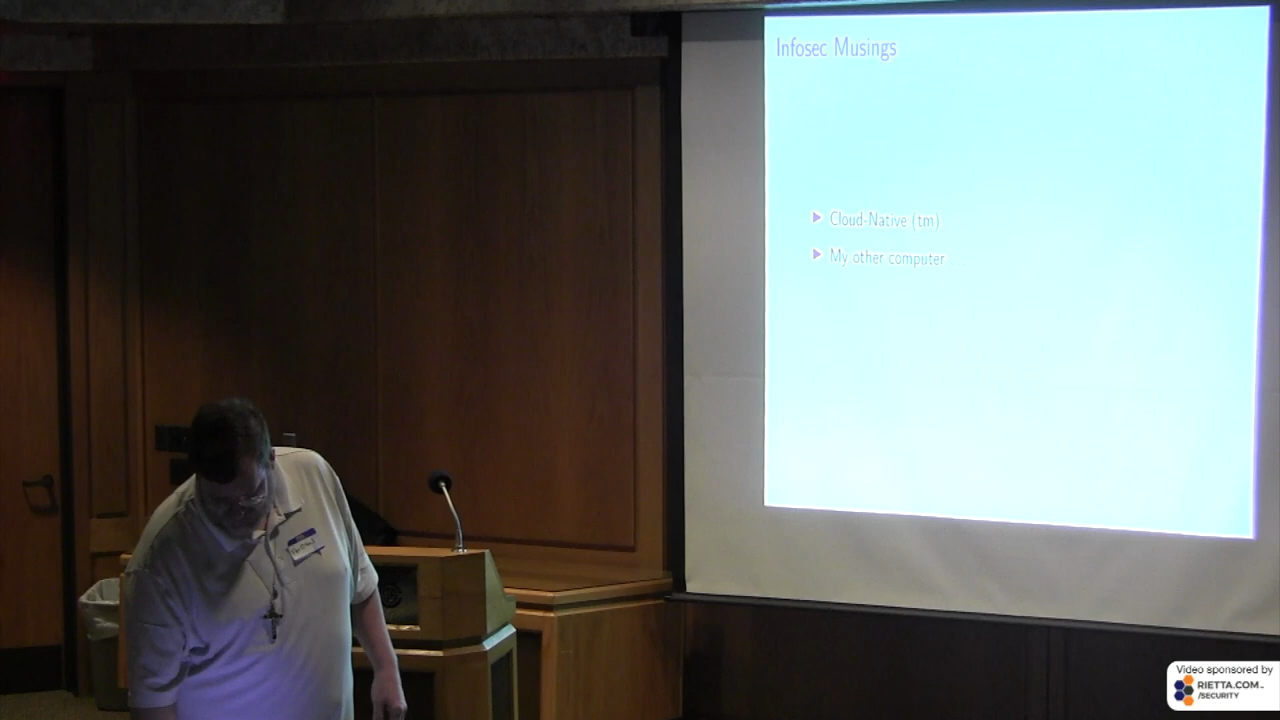 Infosec Musings
Cloud-Native (tm)
My other computer
Video sponsored by
RIETTA.COM
/SECURITY